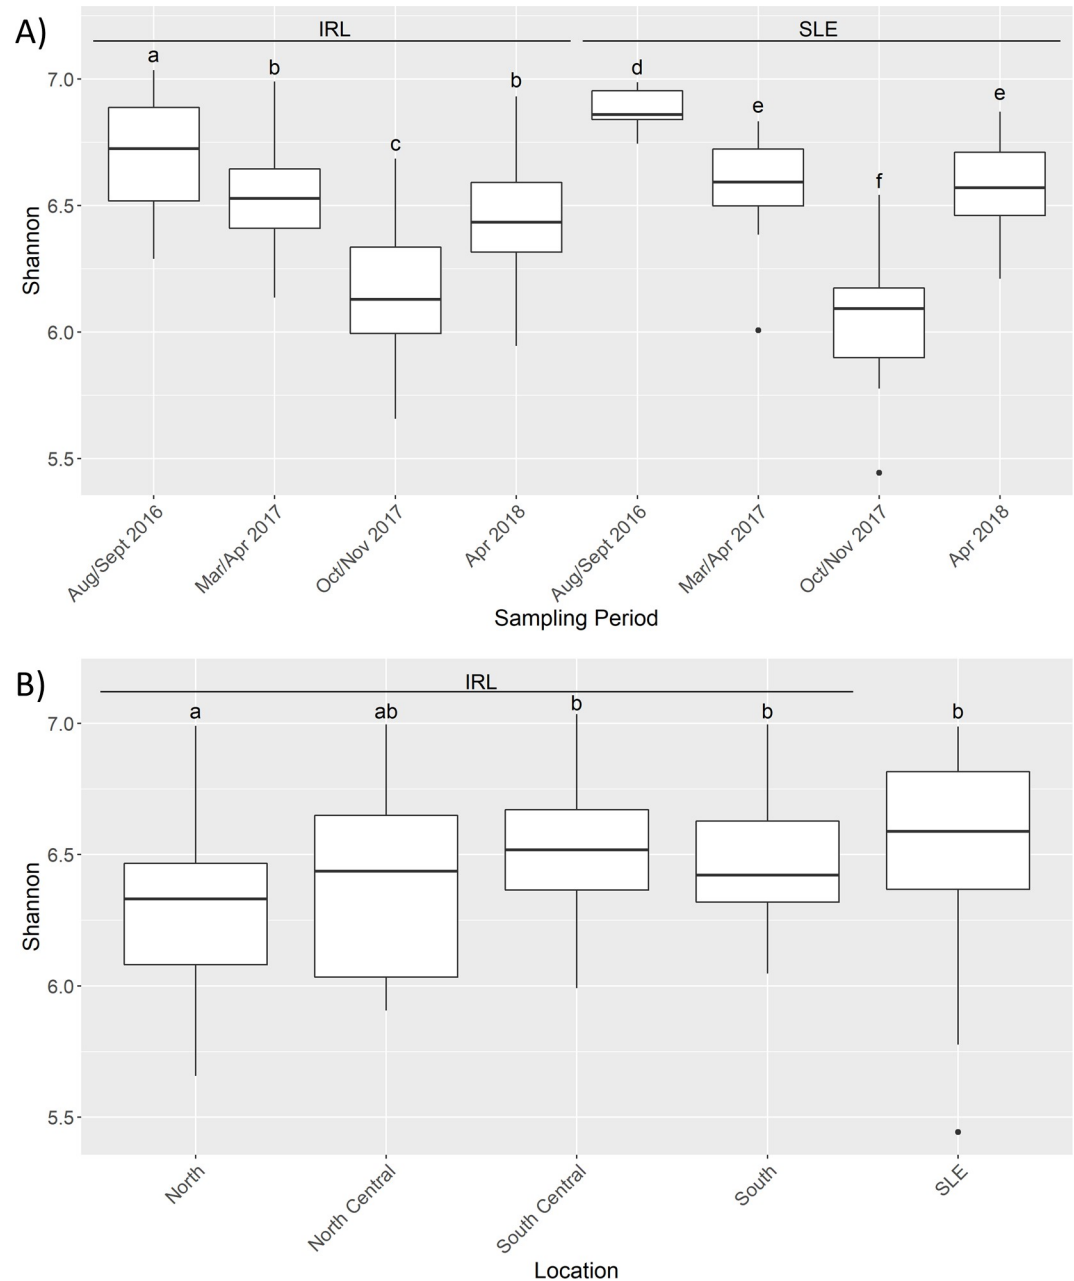 A)
IRL SLE
a b c b d e f e
7.0
6.5
6.0
5.5
Shannon
Aug/Sept 2016 Mar/Apr 2017 Oct/Nov 2017 Apr 2018 Aug/Sept 2016 Mar/Apr 2017 Oct/Nov 2017 Apr 2018
Sampling Period
B)
IRL
a ab b b b
7.0
6.5
6.0
5.5
Shannon
North North Central South Central South SLE
Location